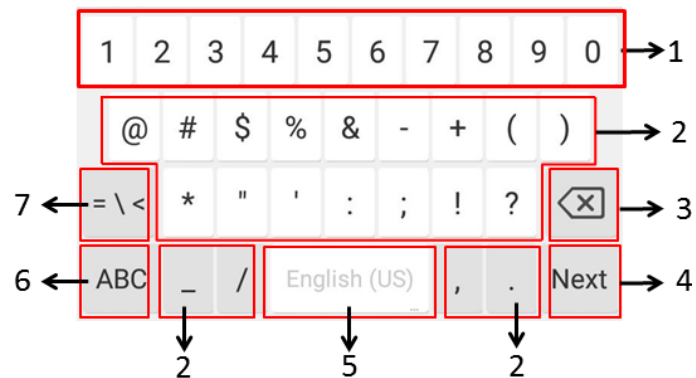 1 2 3 4 5 6 7 8 9 0 1
@ # $ % & - + ( ) 2
7 = \ < * " ' : ; ! ? 3
6 ABC _ / English (US) ... , . Next 4
2 5 2